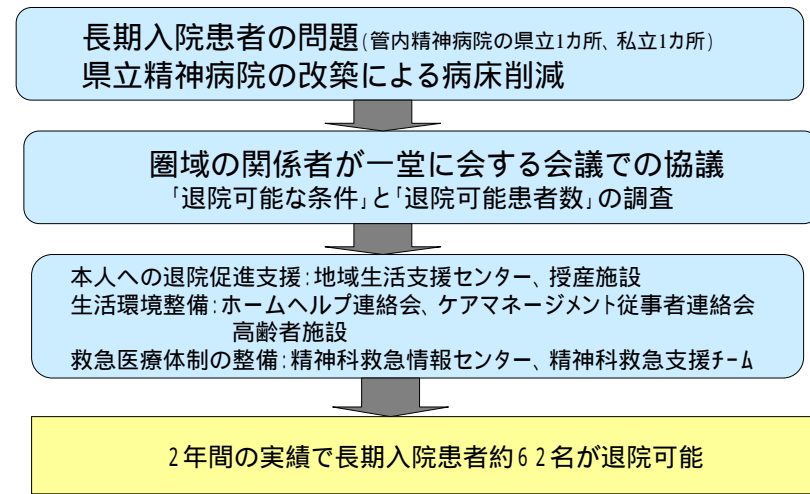 長期入院患者の問題(管内精神病院の県立1カ所、私立1カ所)
県立精神病院の改築による病床削減
圏域の関係者が一堂に会する会議での協議
「退院可能な条件」と「退院可能患者数」の調査
本人への退院促進支援:地域生活支援センター、授産施設
生活環境整備:ホームヘルプ連絡会、ケアマネージメント従事者連絡会
高齢者施設
救急医療体制の整備:精神科救急情報センター、精神科救急支援チーム
2年間の実績で長期入院患者約62名が退院可能